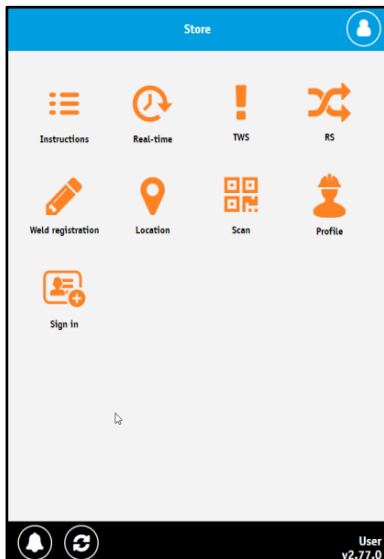 Store
Instructions
Real-time
TWS
RS
Weld registration
Location
Scan
Profile
Sign in
User
v2.77.0